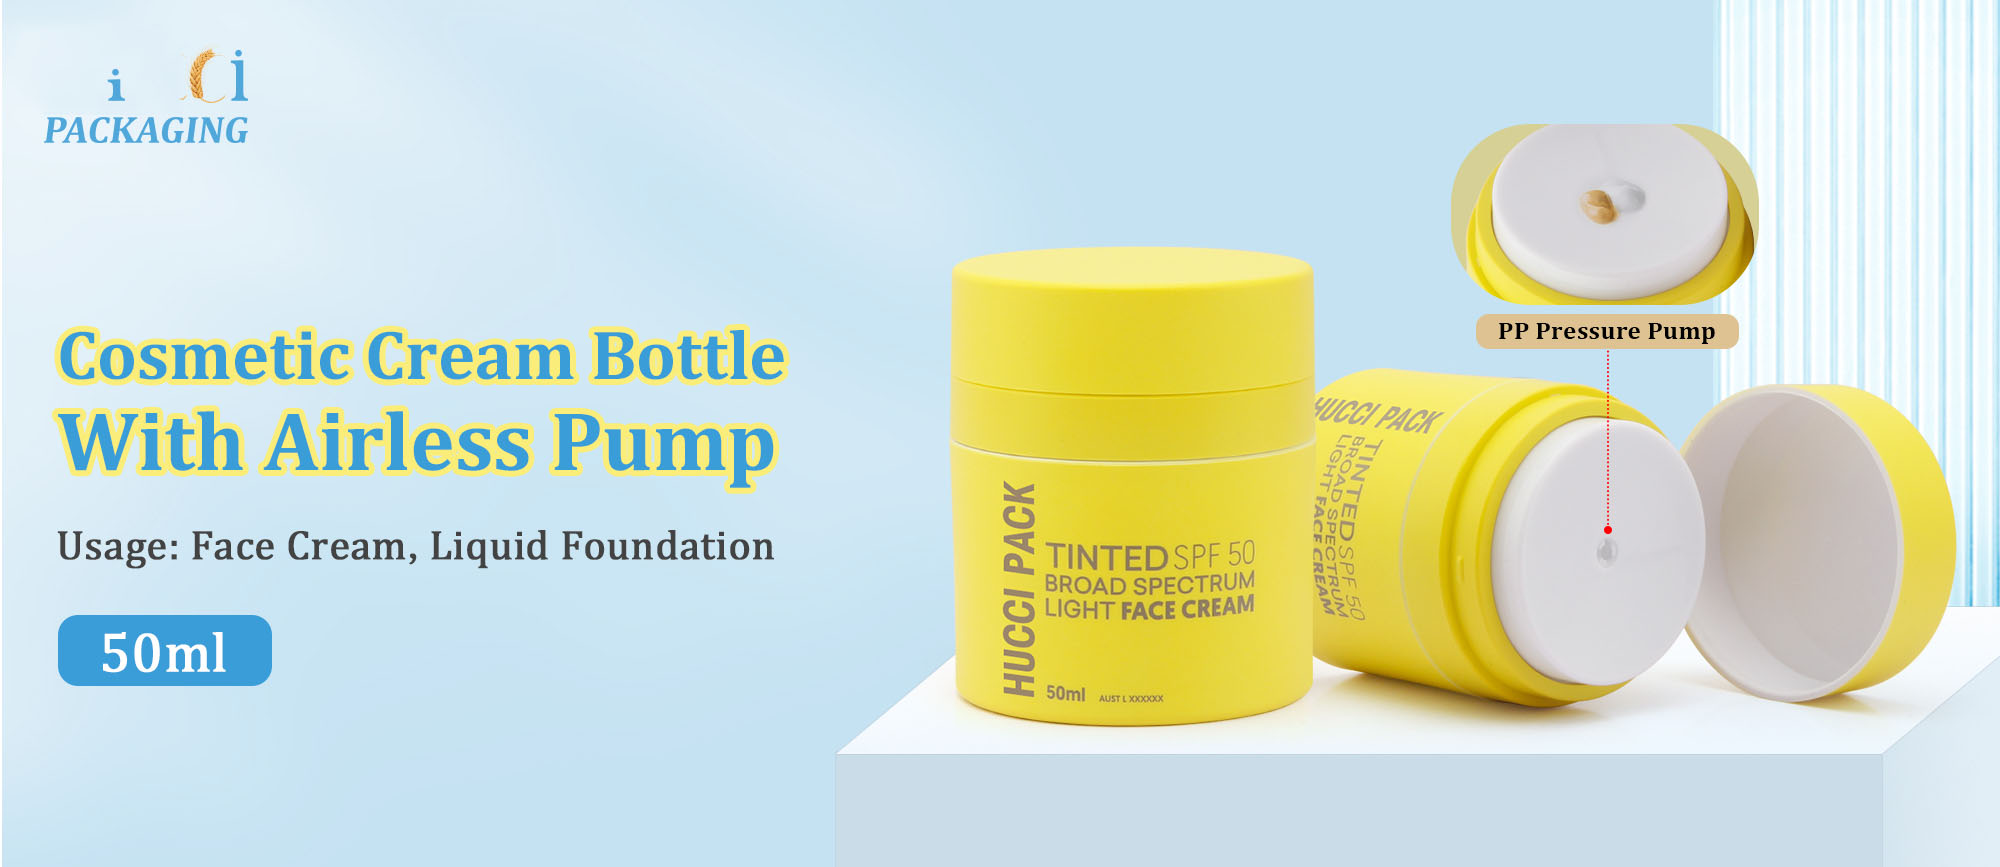 i Ci
PACKAGING
Cosmetic Cream Bottle
With Airless Pump
Usage: Face Cream, Liquid Foundation
50ml
PP Pressure Pump
HUCCI PACK
TINTED SPF 50
BROAD SPECTRUM
LIGHT FACE CREAM
50ml AUST L XXXXXX
HUCCI PACK
TINTED SPF 50
BROAD SPECTRUM
LIGHT FACE CREAM